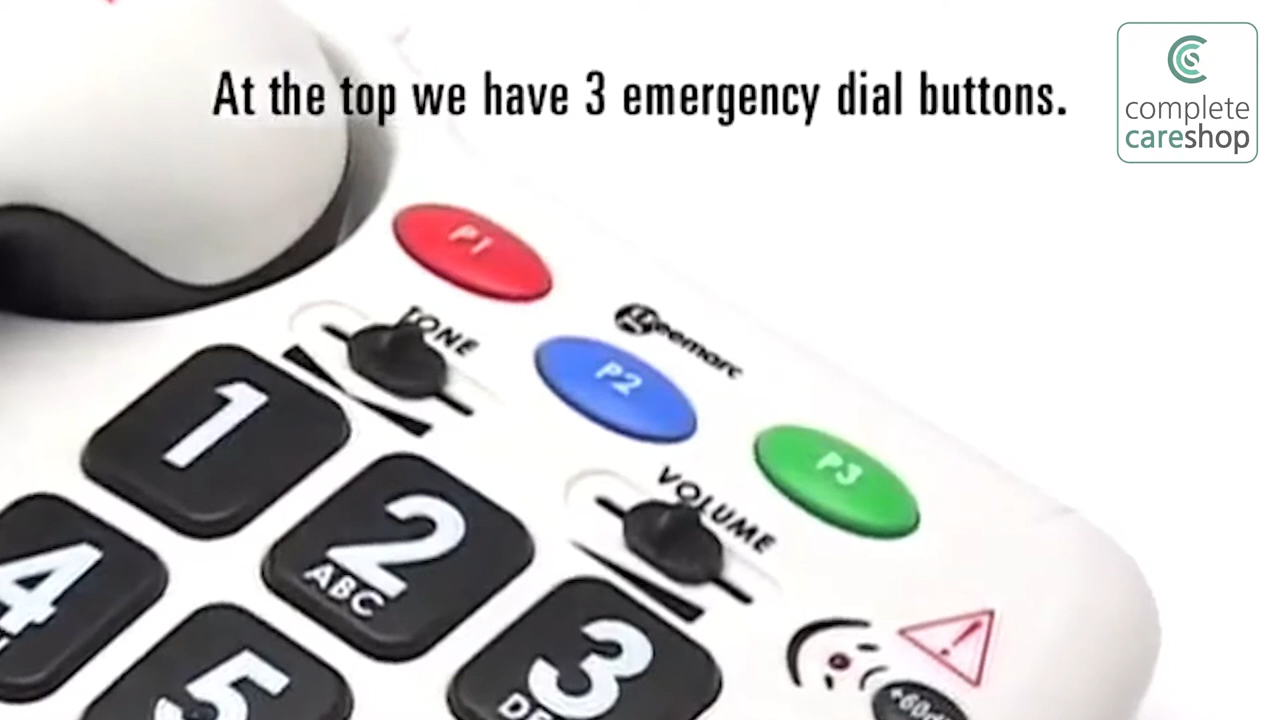 At the top we have 3 emergency dial buttons.
complete
careshop
P1
TONE
Geemarc
P2
P3
VOLUME
1
2
ABC
3
4
5